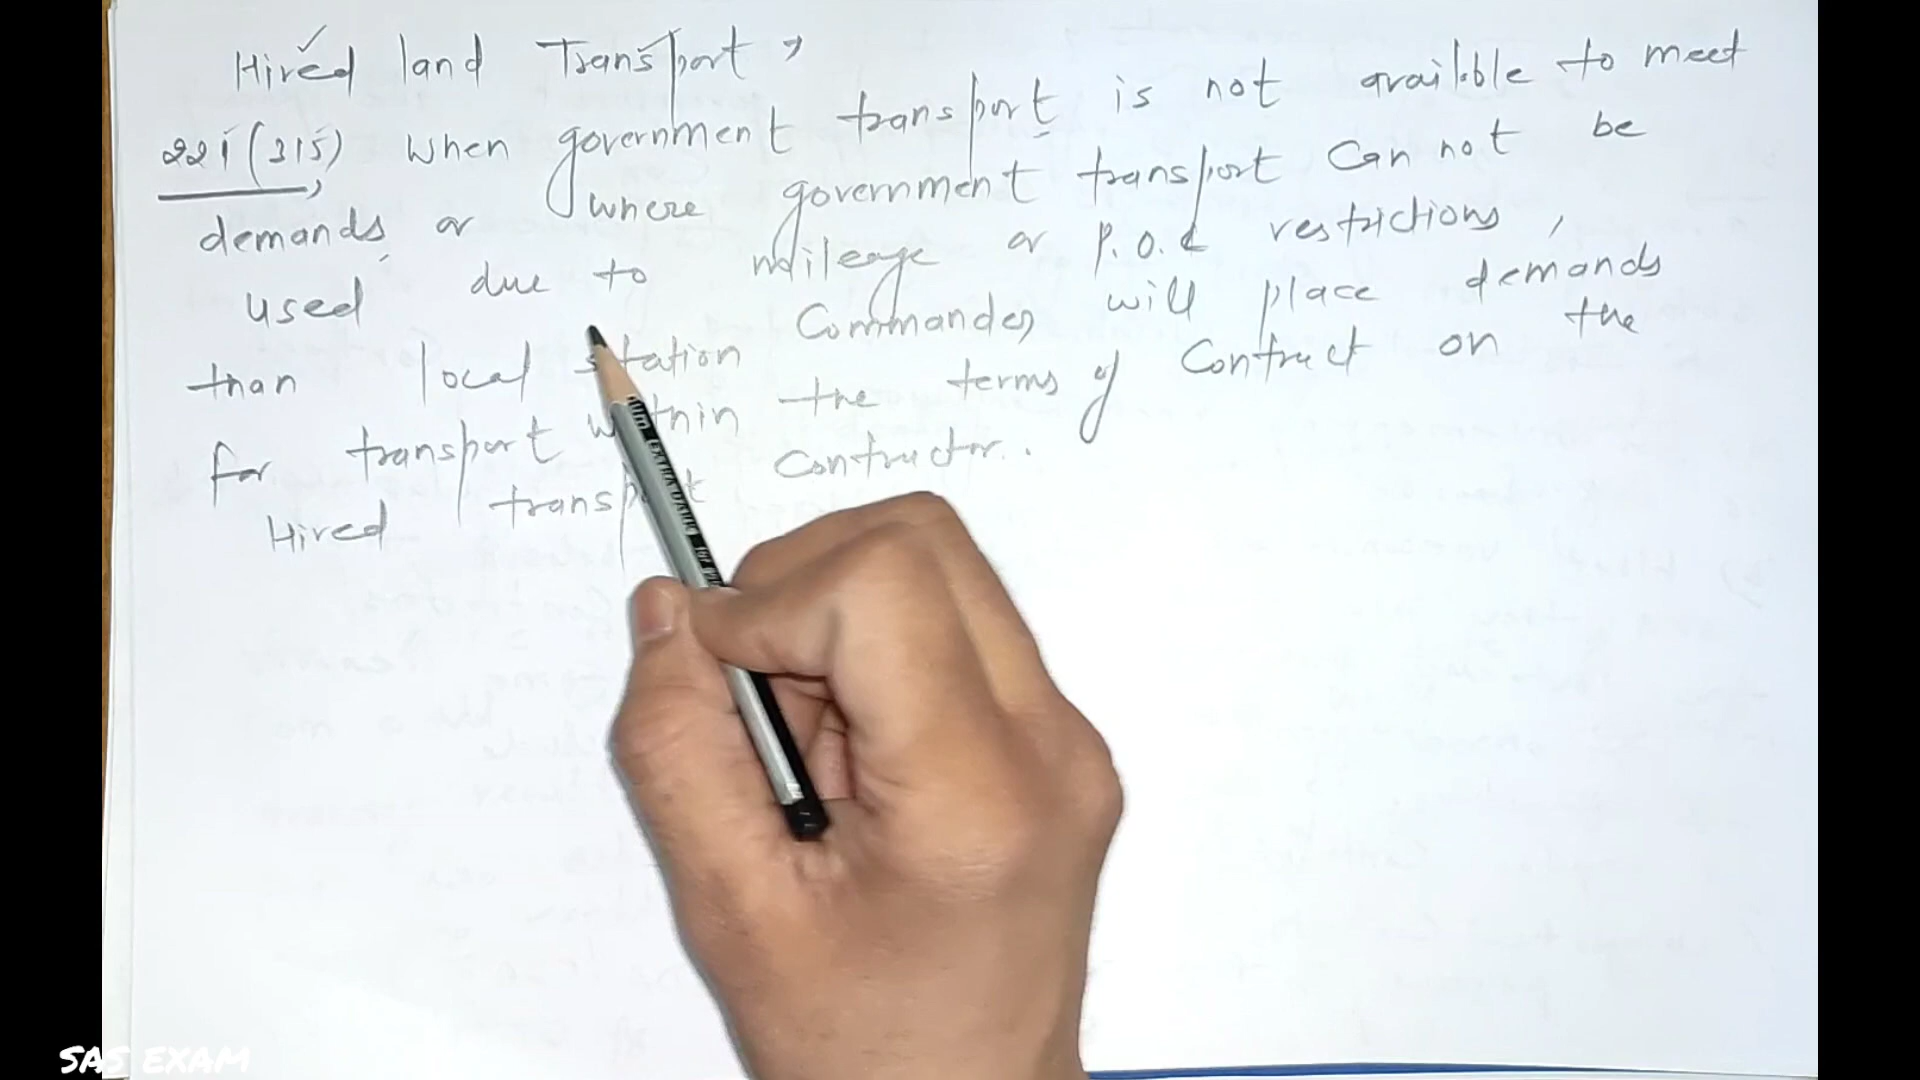 Hired land Transport,
221(315), When government transport is not available to meet
demands or where government transport can not be
used due to mileage or P.O.L restrictions,
than local station Commanders will place demands
for transport within the terms of Contract on the
Hired transport contractor..
SAS EXAM